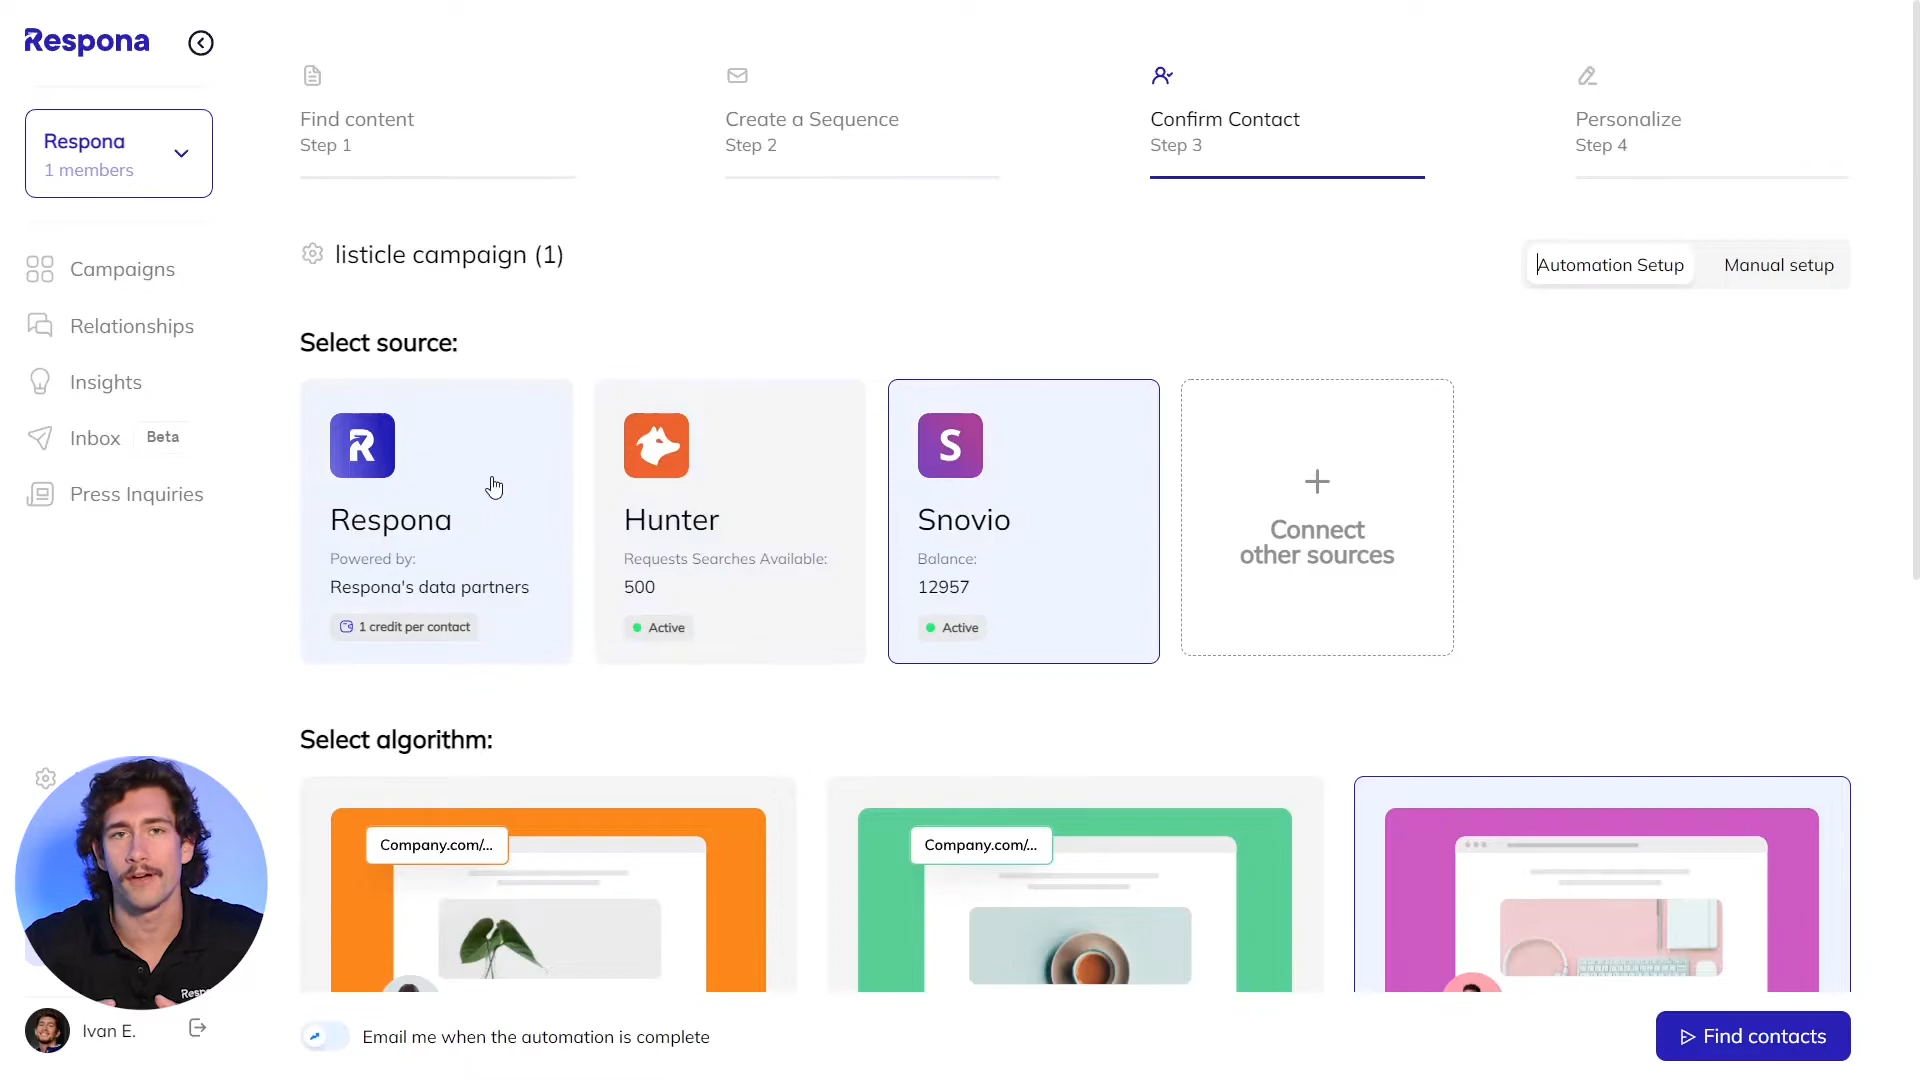 Respona
Respona
1 members
Campaigns
Relationships
Insights
Inbox
Beta
Press Inquiries
Ivan E.
Find content
Step 1
Create a Sequence
Step 2
Confirm Contact
Step 3
Personalize
Step 4
listicle campaign (1)
Automation Setup
Manual setup
Select source:
R
Respona
Powered by:
Respona's data partners
1 credit per contact
Hunter
Requests Searches Available:
500
Active
S
Snovio
Balance:
12957
Active
Connect
other sources
Select algorithm:
Company.com/...
Company.com/...
Email me when the automation is complete
Find contacts